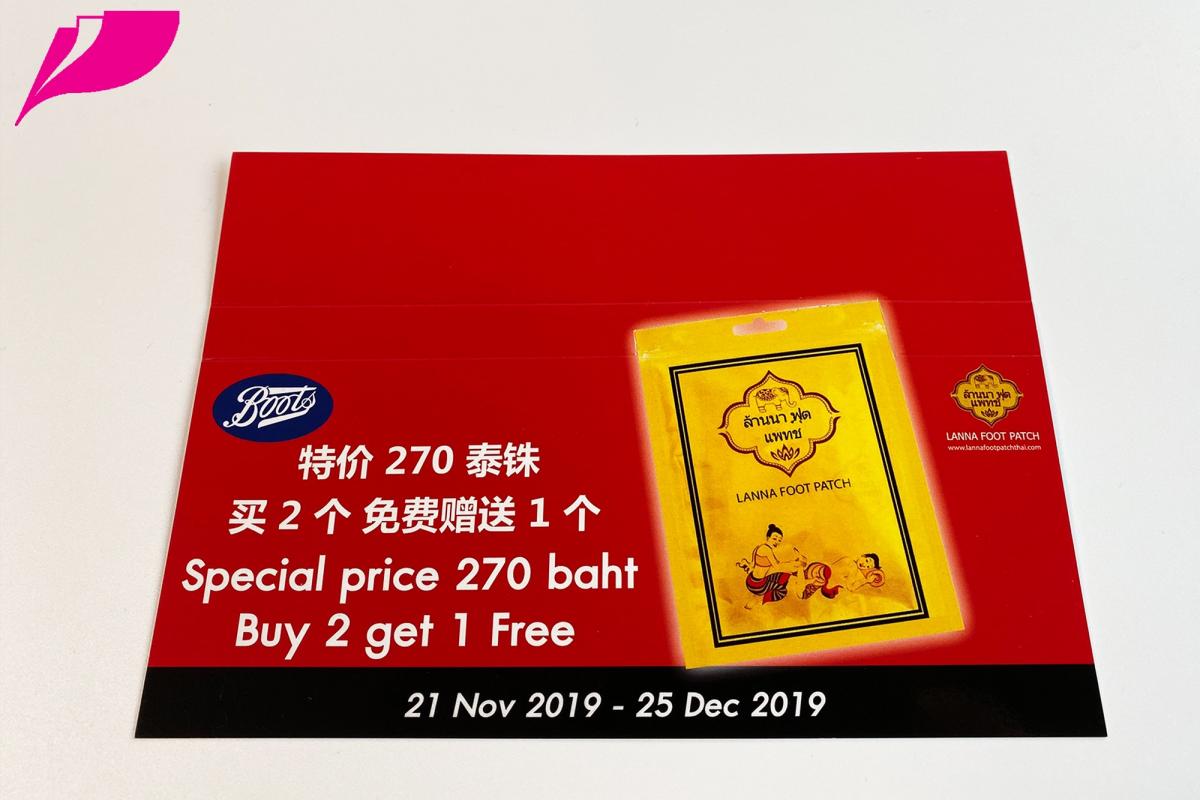 Boots
特价 270 泰铢
买 2 个 免费赠送 1 个
Special price 270 baht
Buy 2 get 1 Free
21 Nov 2019 - 25 Dec 2019
ล้านนา ฟุต
แพทช์
LANNA FOOT PATCH
ล้านนา ฟุต
แพทช์
LANNA FOOT PATCH
www.lannafootpatchthai.com